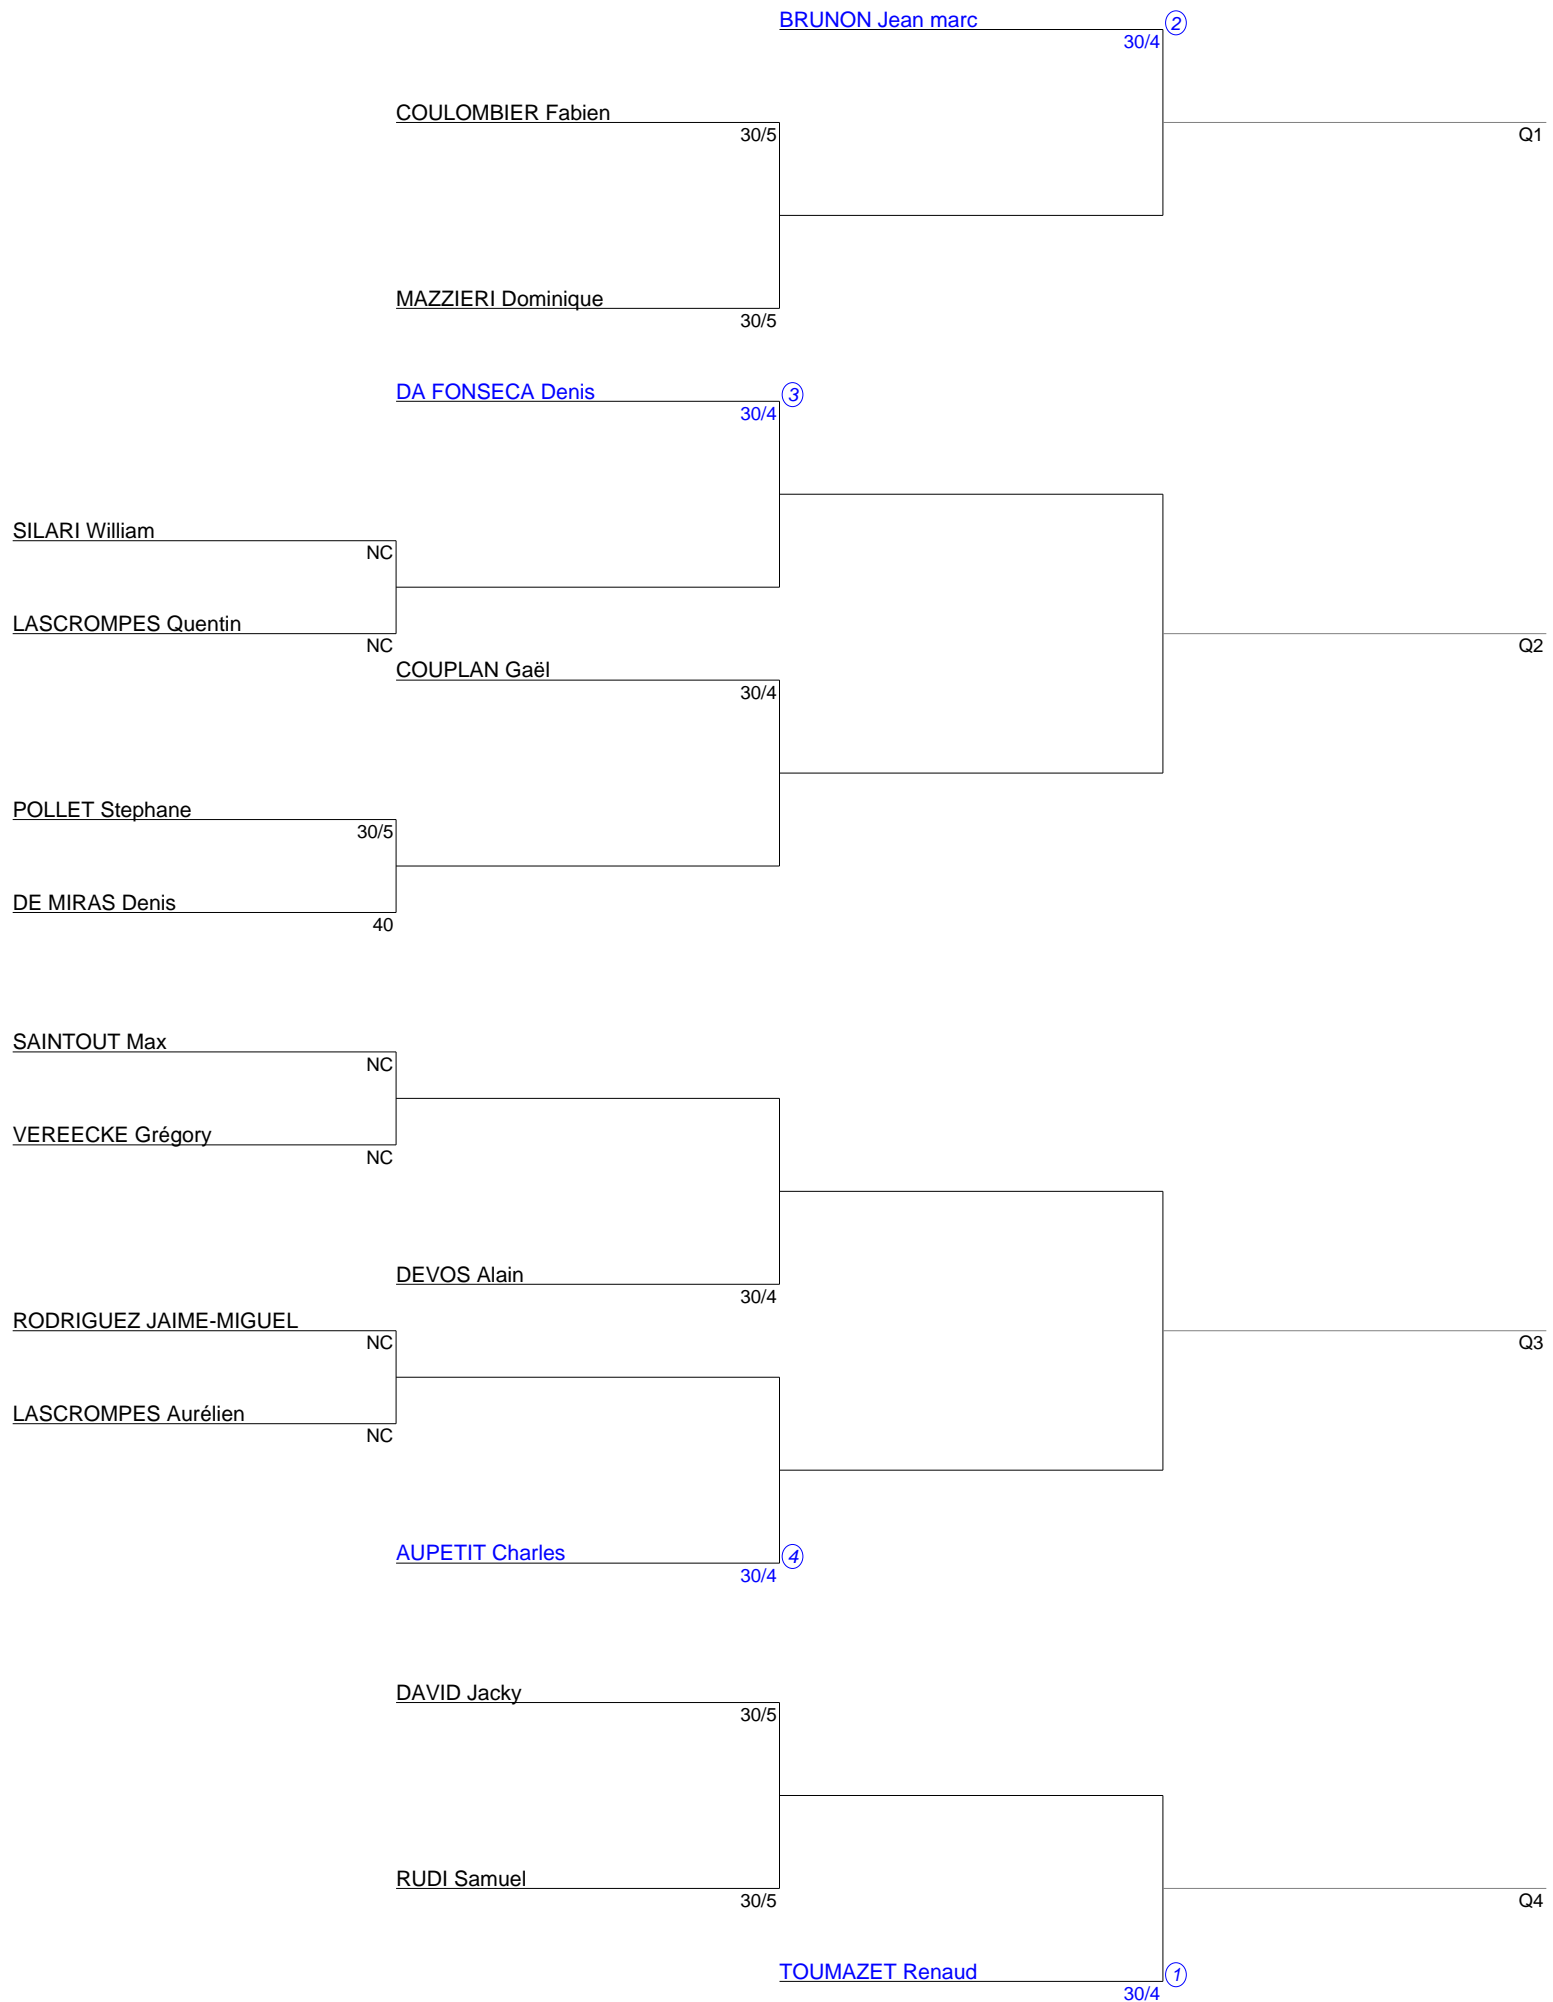 BRUNON Jean marc
2
30/4
COULOMBIER Fabien
30/5
Q1
MAZZIERI Dominique
30/5
DA FONSECA Denis
3
30/4
SILARI William
NC
LASCROMPES Quentin
NC
Q2
COUPLAN Gaël
30/4
POLLET Stephane
30/5
DE MIRAS Denis
40
SAINTOUT Max
NC
VEREECKE Grégory
NC
DEVOS Alain
30/4
RODRIGUEZ JAIME-MIGUEL
NC
Q3
LASCROMPES Aurélien
NC
AUPETIT Charles
4
30/4
DAVID Jacky
30/5
RUDI Samuel
30/5
Q4
TOUMAZET Renaud
1
30/4